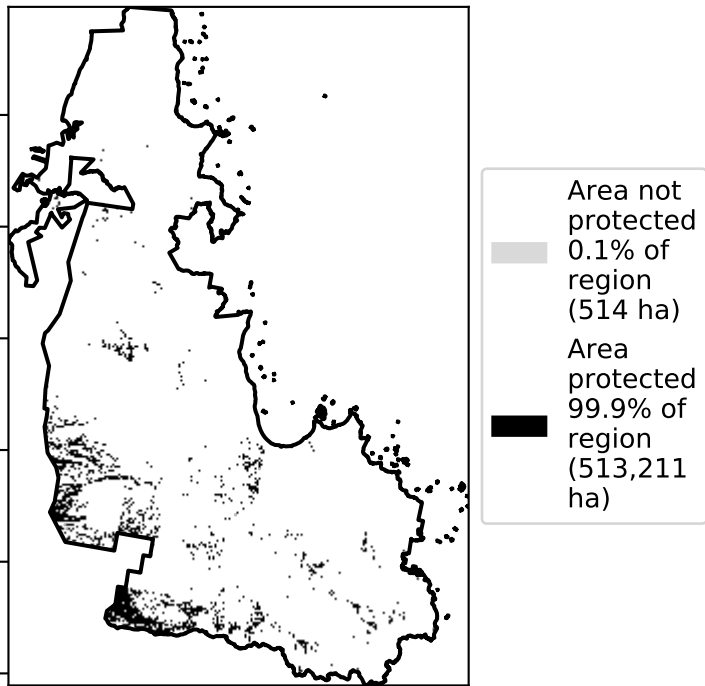 Area not
protected
0.1% of
region
(514 ha)
Area
protected
99.9% of
region
(513,211
ha)